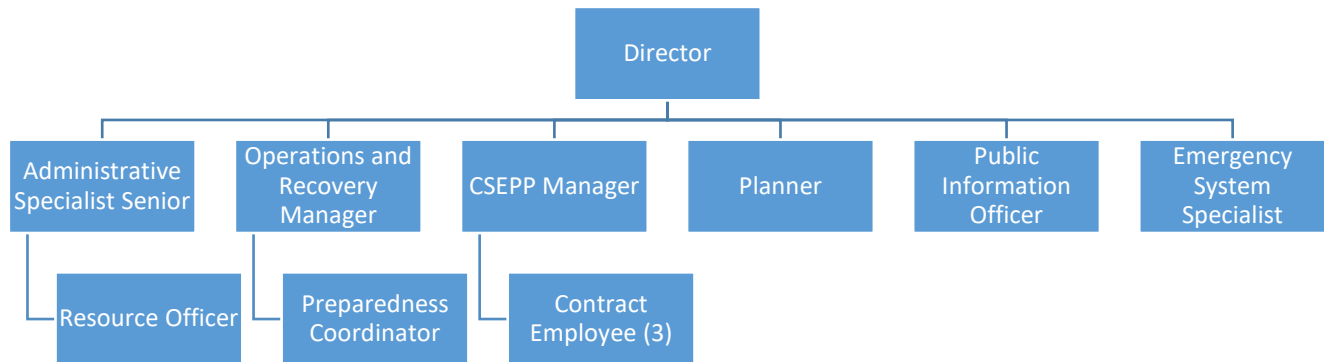 Director
Administrative
Specialist Senior
Operations and
Recovery
Manager
CSEPP Manager
Planner
Public
Information
Officer
Emergency
System
Specialist
Resource Officer
Preparedness
Coordinator
Contract
Employee (3)